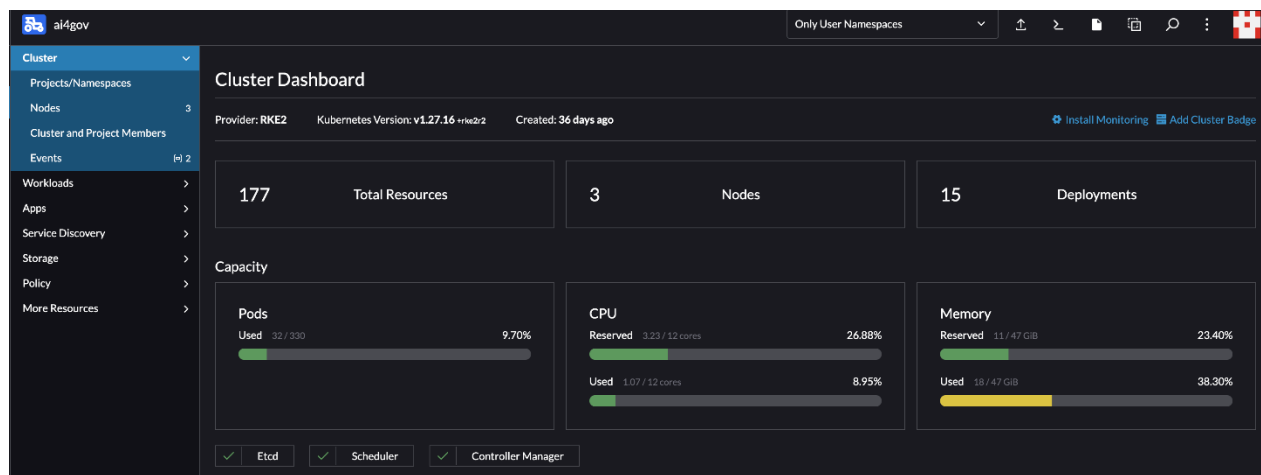 ai4gov
Only User Namespaces
Cluster
Projects/Namespaces
Nodes 3
Cluster and Project Members
Events 2
Workloads
Apps
Service Discovery
Storage
Policy
More Resources
Cluster Dashboard
Provider: RKE2 Kubernetes Version: v1.27.16 +rke2r2 Created: 36 days ago
Install Monitoring Add Cluster Badge
177 Total Resources
3 Nodes
15 Deployments
Capacity
Pods
Used 32 / 330 9.70%
CPU
Reserved 3.23 / 12 cores 26.88%
Used 1.07 / 12 cores 8.95%
Memory
Reserved 11 / 47 GiB 23.40%
Used 18 / 47 GiB 38.30%
Etcd
Scheduler
Controller Manager